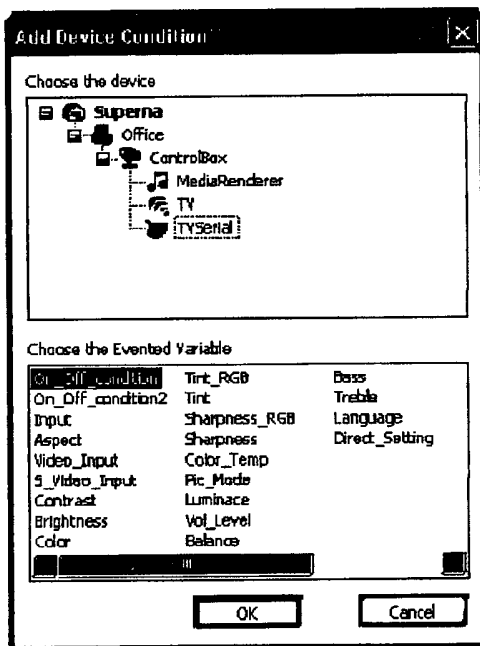 Add Device Condition
Choose the device
Superna
Office
ControlBox
MediaRenderer
TV
TVSerial
Choose the Evented Variable
On_Off_condition Tint_RGB Bass
On_Off_condition2 Tint Treble
Input Sharpness_RGB Language
Aspect Sharpness Direct_Setting
Video_Input Color_Temp
S_Video_Input Pic_Mode
Contrast Luminace
Brightness Vol_Level
Color Balance
OK Cancel